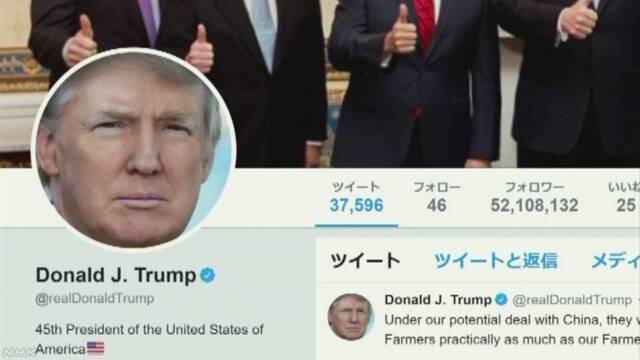 ツイート フォロー フォロワー いいね
37,596 46 52,108,132 25
Donald J. Trump
@realDonaldTrump
45th President of the United States of
America
ツイート ツイートと返信 メディ
Donald J. Trump @realDonaldTrump
Under our potential deal with China, they w
Farmers practically as much as our Farme
NHK